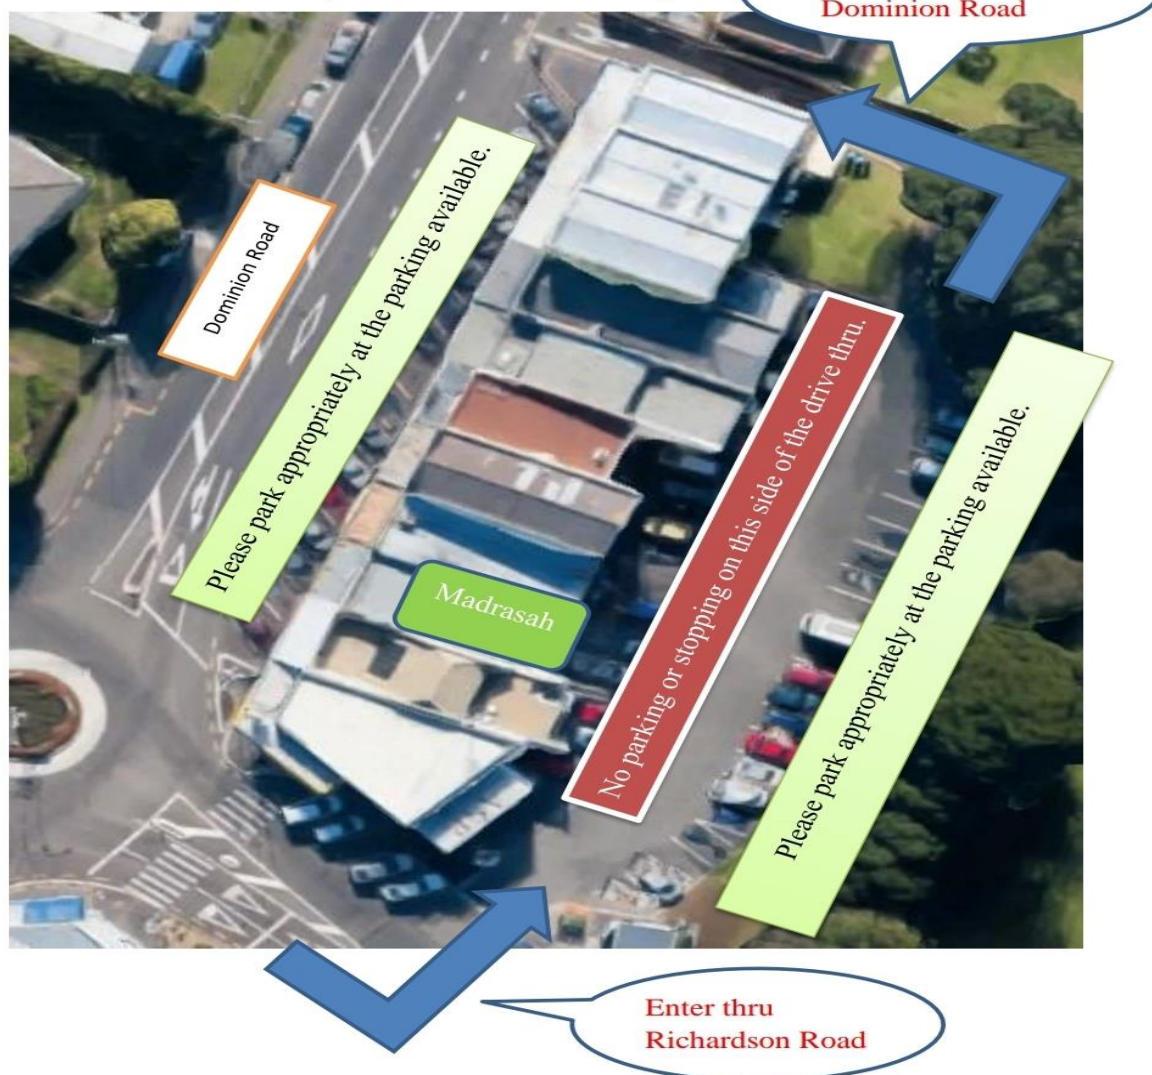 Dominion Road
Dominion Road
Please park appropriately at the parking available.
No parking or stopping on this side of the drive thru.
Please park appropriately at the parking available.
Madrasah
Enter thru
Richardson Road